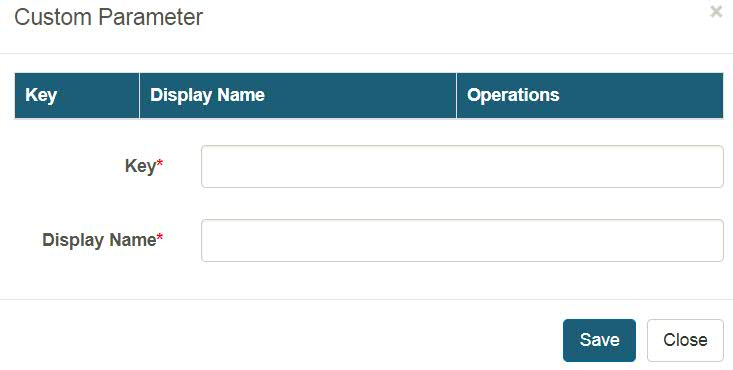 Custom Parameter ×
Key Display Name Operations
Key*
Display Name*
Save Close